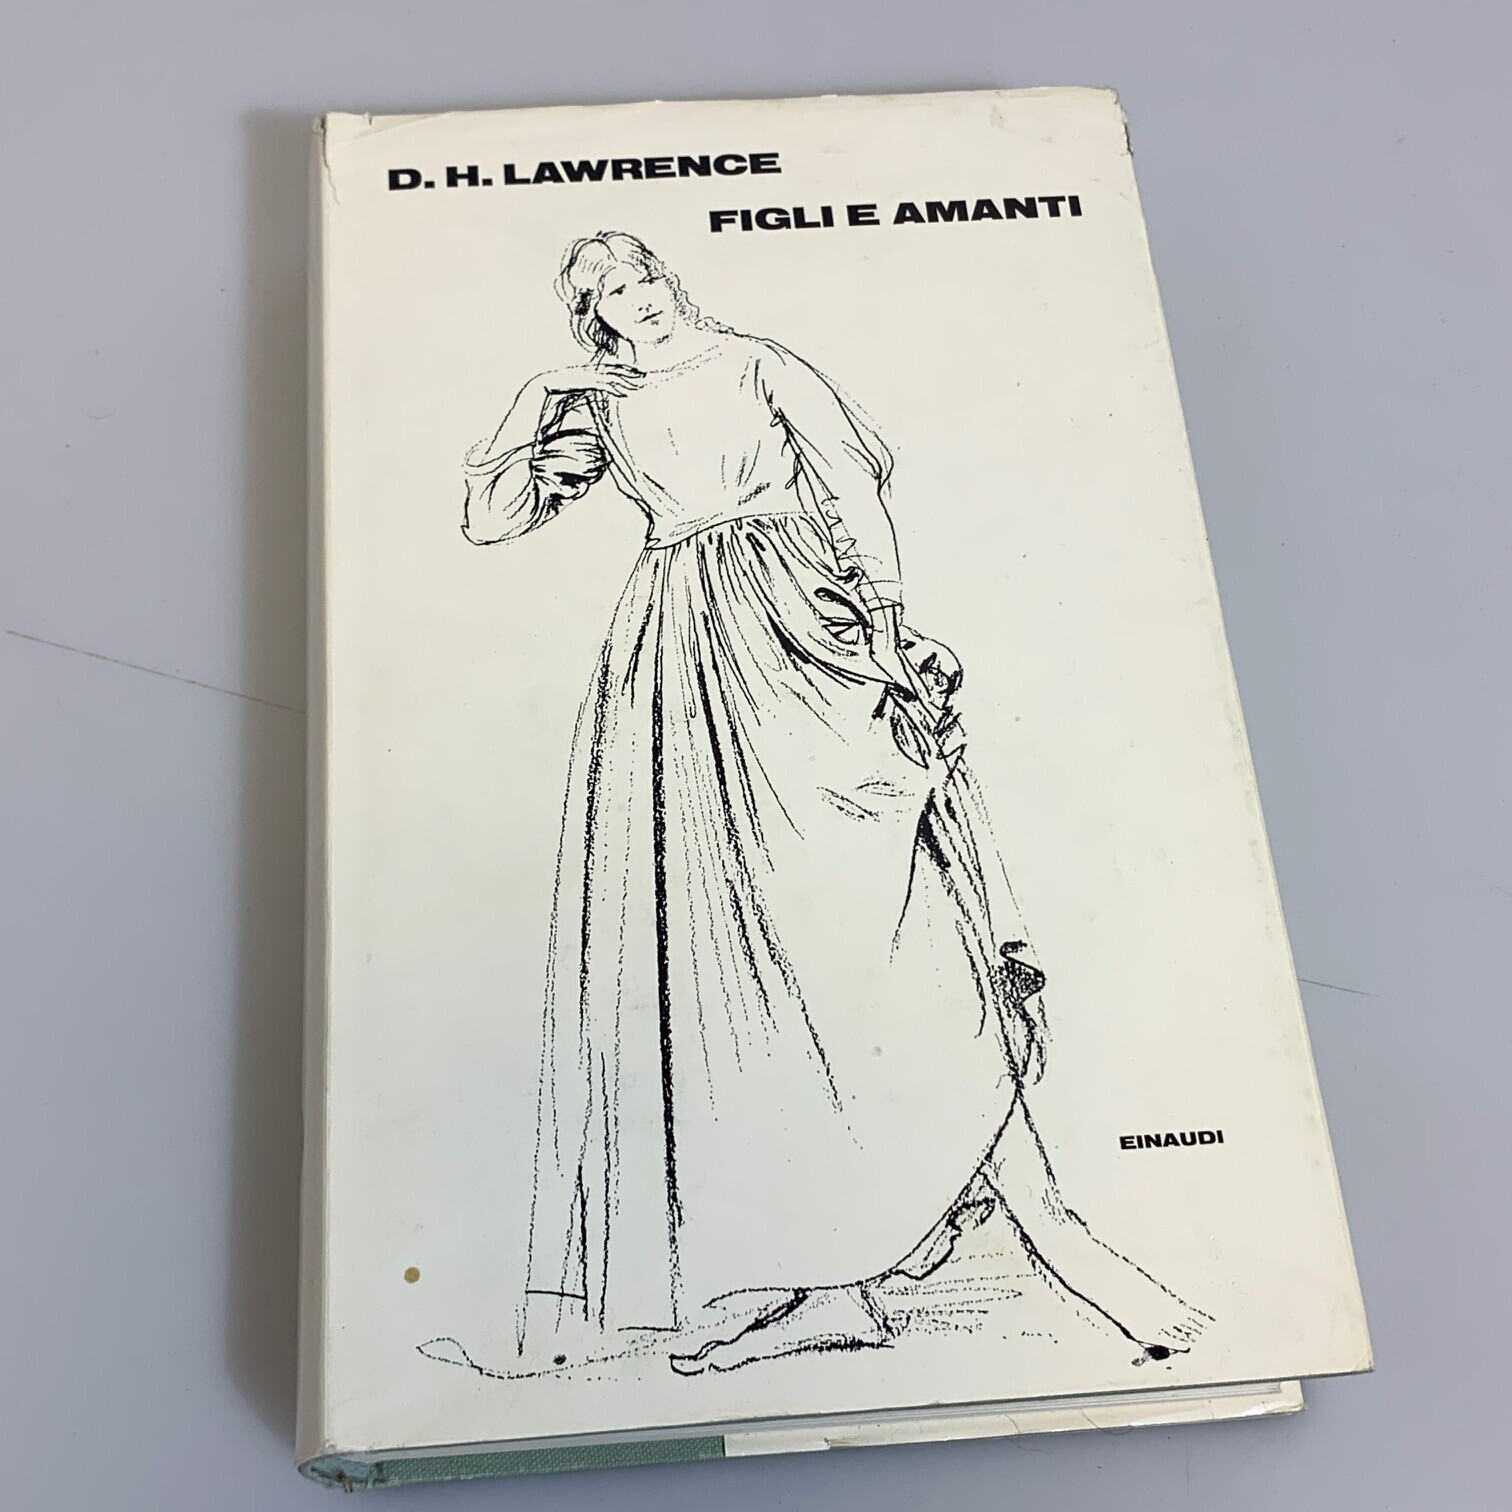 D. H. LAWRENCE
FIGLI E AMANTI
EINAUDI